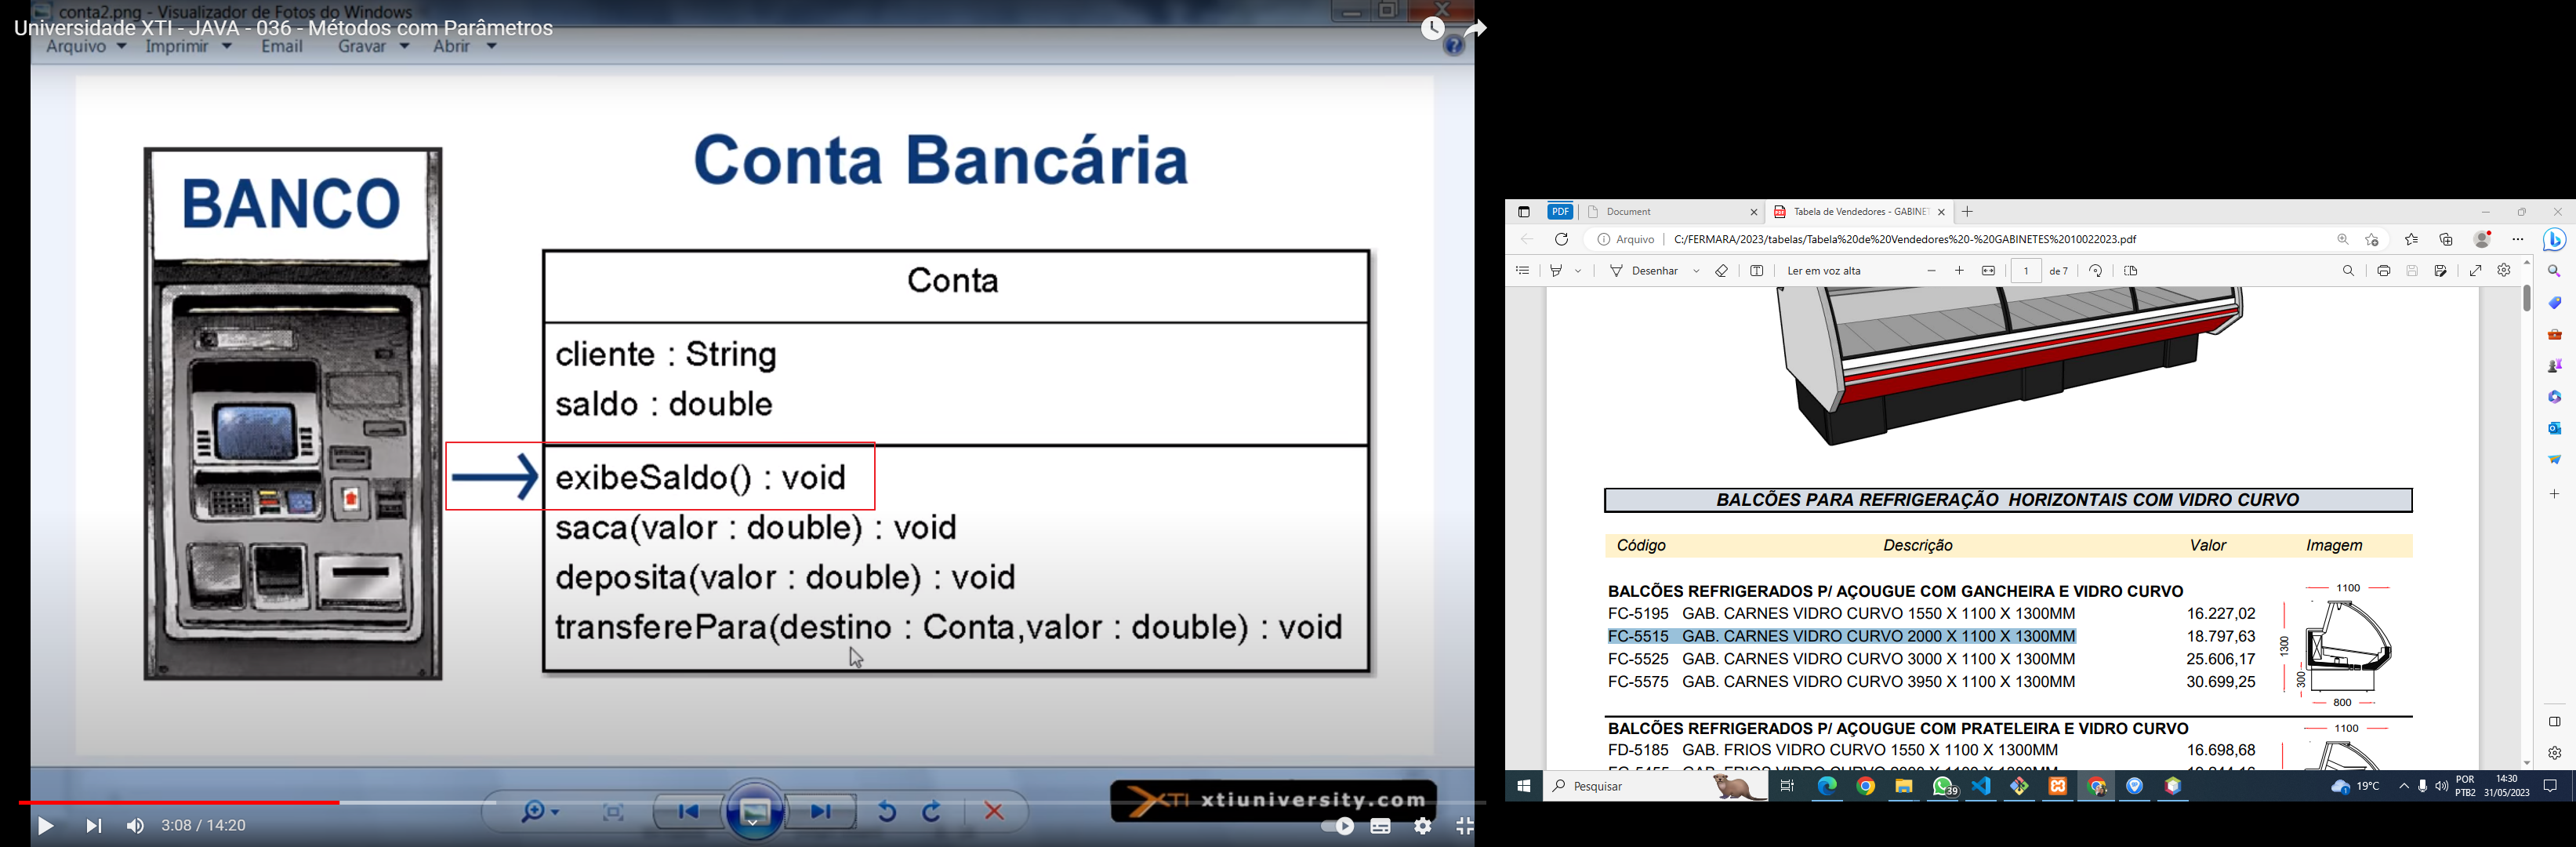 conta2.png - Visualizador de Fotos do Windows
Universidade XTI - JAVA - 036 - Métodos com Parâmetros
Arquivo Imprimir Email Gravar Abrir
BANCO
Conta Bancária
Conta
cliente : String
saldo : double
exibeSaldo() : void
saca(valor : double) : void
deposita(valor : double) : void
transferePara(destino : Conta,valor : double) : void
XTI xtiuniversity.com
3:08 / 14:20
PDF Document Tabela de Vendedores - GABINE
Arquivo C:/FERMARA/2023/tabelas/Tabela%20de%20Vendedores%20-%20GABINETES%2010022023.pdf
Desenhar Ler em voz alta 1 de 7
BALCÕES PARA REFRIGERAÇÃO HORIZONTAIS COM VIDRO CURVO
Código Descrição Valor Imagem
BALCÕES REFRIGERADOS P/ AÇOUGUE COM GANCHEIRA E VIDRO CURVO
FC-5195 GAB. CARNES VIDRO CURVO 1550 X 1100 X 1300MM 16.227,02
FC-5515 GAB. CARNES VIDRO CURVO 2000 X 1100 X 1300MM 18.797,63
FC-5525 GAB. CARNES VIDRO CURVO 3000 X 1100 X 1300MM 25.606,17
FC-5575 GAB. CARNES VIDRO CURVO 3950 X 1100 X 1300MM 30.699,25
1100
1300
300
800
BALCÕES REFRIGERADOS P/ AÇOUGUE COM PRATELEIRA E VIDRO CURVO
1100
FD-5185 GAB. FRIOS VIDRO CURVO 1550 X 1100 X 1300MM 16.698,68
Pesquisar
39
19°C
POR
PTB2
14:30
31/05/2023